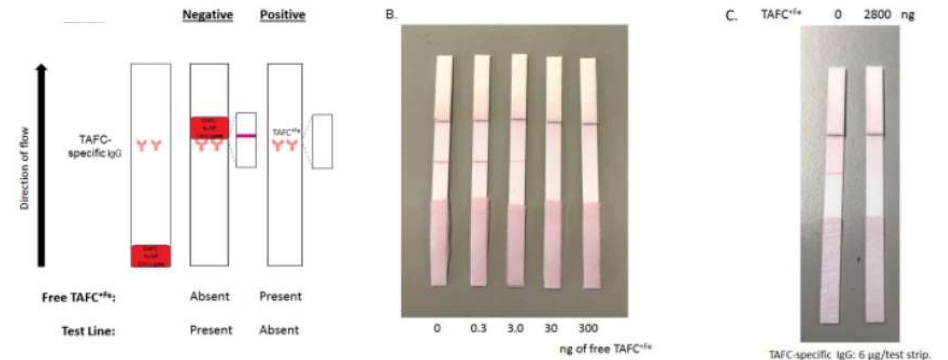 Negative Positive
Direction of flow
TAFC-
specific IgG
TAFC+Fe
Free TAFC+Fe: Absent Present
Test Line: Present Absent
B.
0 0.3 3.0 30 300
ng of free TAFC+Fe
C. TAFC+Fe 0 2800 ng
TAFC-specific IgG: 6 µg/test strip.